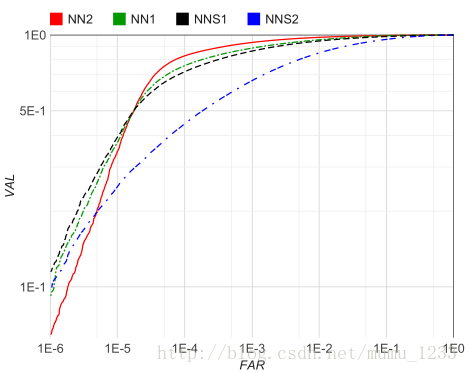 NN2 NN1 NNS1 NNS2
1E0
5E-1
VAL
1E-1
1E-6 1E-5 1E-4 1E-3 1E-2 1E-1 1E0
FAR
http://blog.csdn.net/mumu_1233